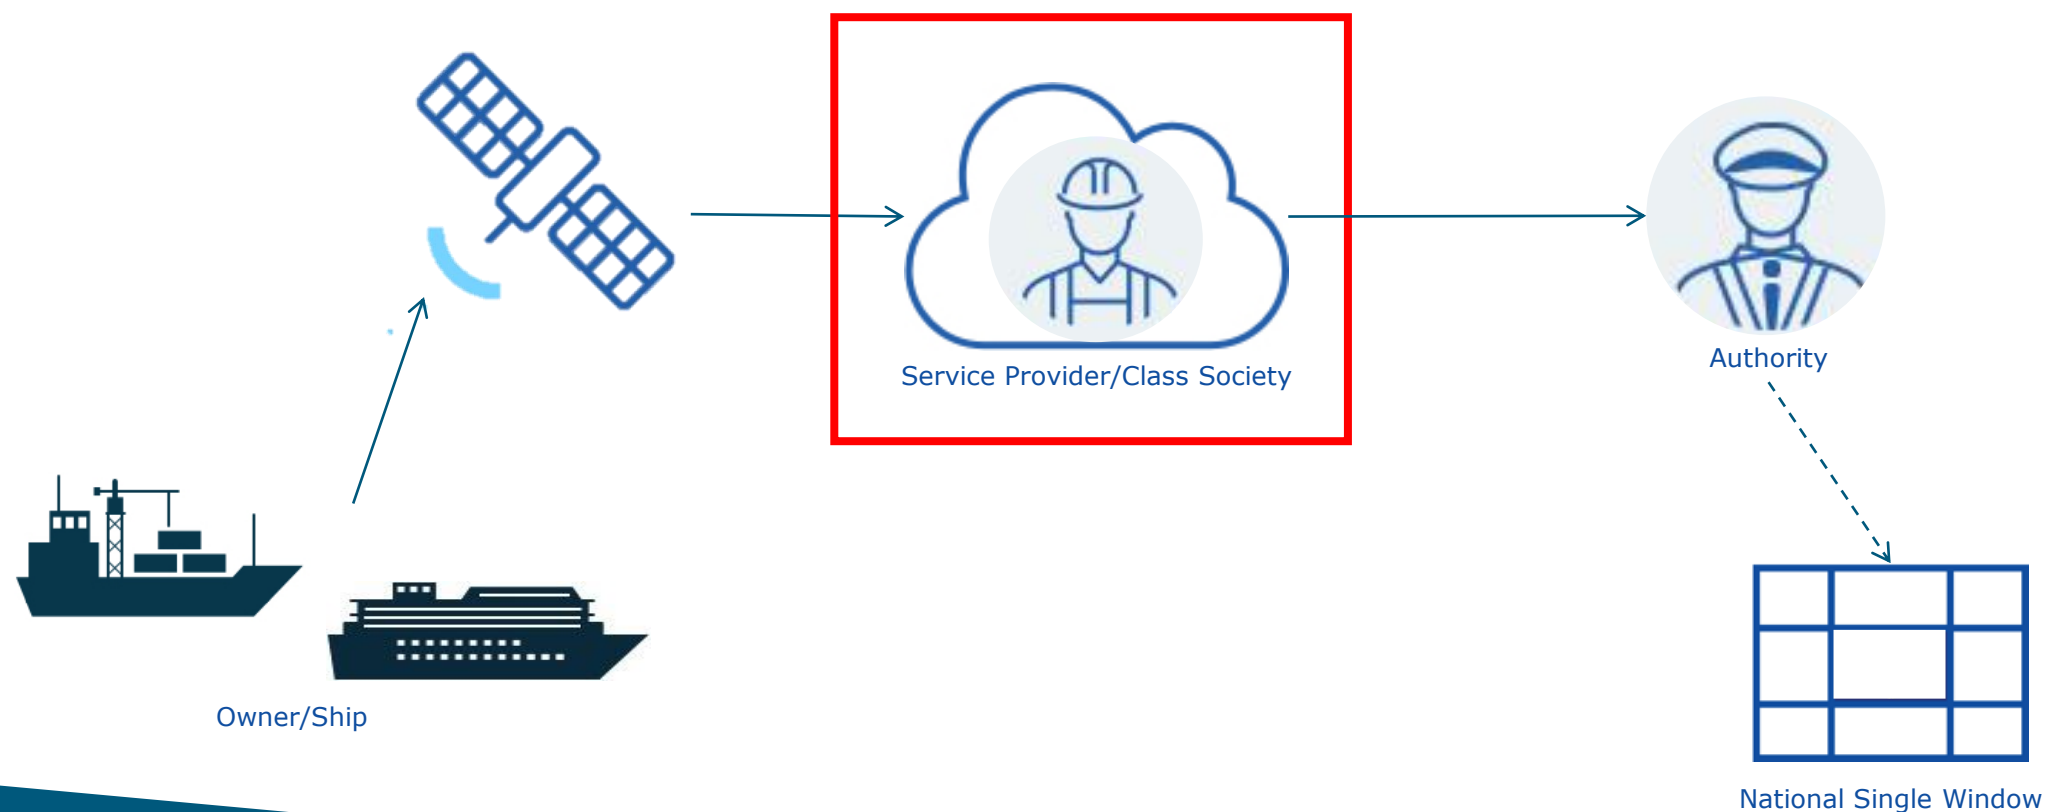 Service Provider/Class Society
Authority
Owner/Ship
National Single Window